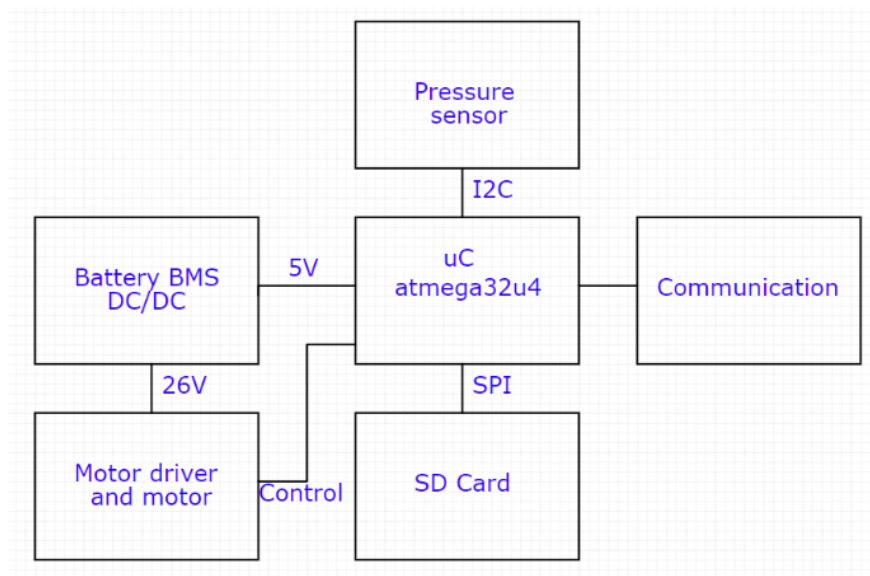 Pressure
sensor
I2C
Battery BMS
DC/DC
5V
uC
atmega32u4
Communication
26V
SPI
Motor driver
and motor
Control
SD Card